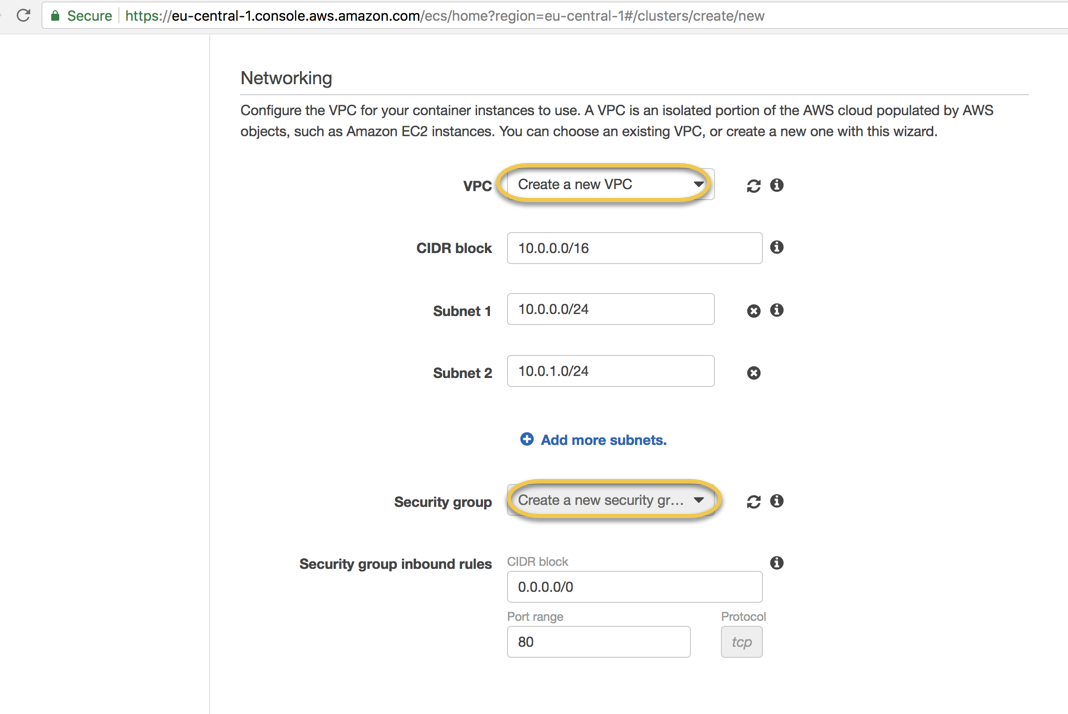 Secure https://eu-central-1.console.aws.amazon.com/ecs/home?region=eu-central-1#/clusters/create/new
Networking
Configure the VPC for your container instances to use. A VPC is an isolated portion of the AWS cloud populated by AWS
objects, such as Amazon EC2 instances. You can choose an existing VPC, or create a new one with this wizard.
VPC Create a new VPC
CIDR block 10.0.0.0/16
Subnet 1 10.0.0.0/24
Subnet 2 10.0.1.0/24
Add more subnets.
Security group Create a new security gr...
Security group inbound rules CIDR block
0.0.0.0/0
Port range Protocol
80 tcp